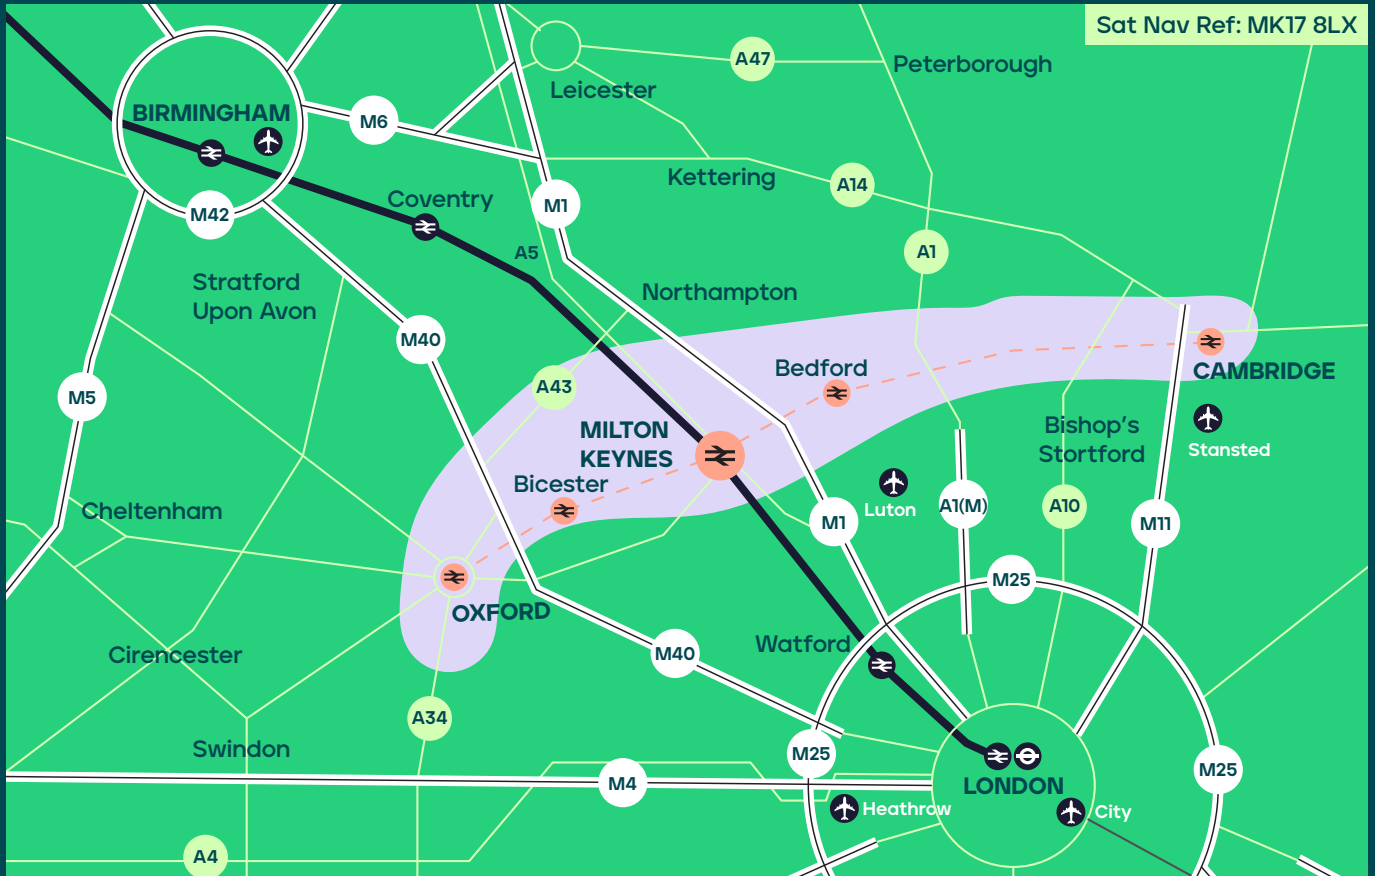 Sat Nav Ref: MK17 8LX
A47
Peterborough
Leicester
BIRMINGHAM
M6
Kettering
A14
Coventry
M1
M42
A5
A1
Stratford
Upon Avon
Northampton
M40
Bedford
CAMBRIDGE
A43
M5
MILTON
KEYNES
Bishop's
Stortford
Stansted
Bicester
Luton
A1(M)
A10
Cheltenham
M1
M11
M25
OXFORD
Watford
M40
Cirencester
A34
Swindon
M25
M25
M4
LONDON
Heathrow
City
A4